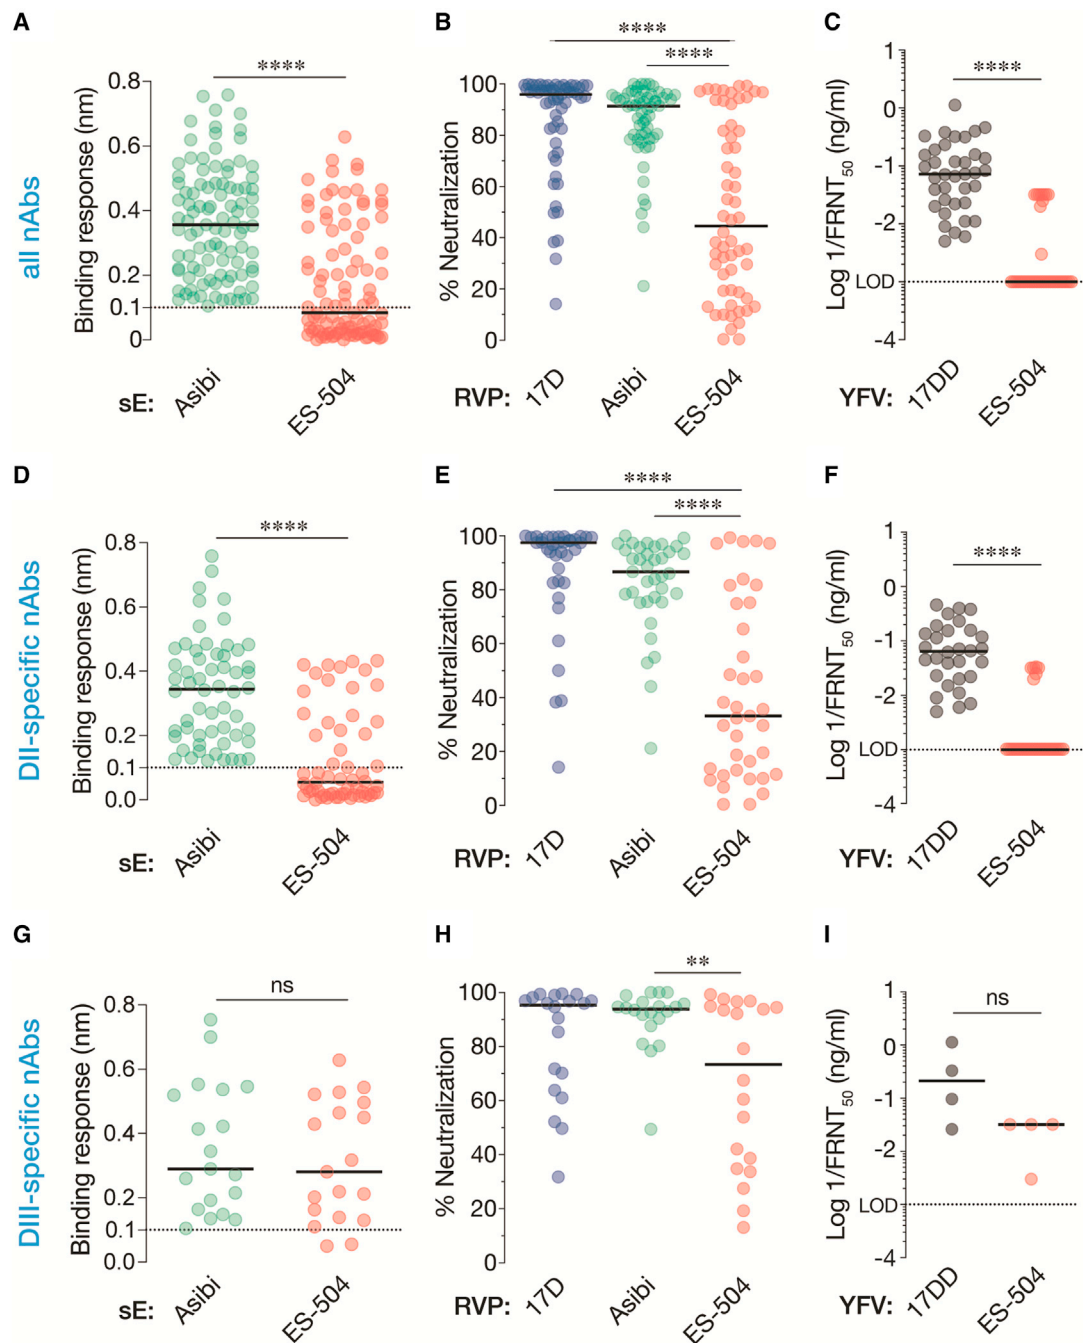 A
all nAbs
Binding response (nm)
0.8
0.6
0.4
0.2
0.1
0
****
sE: Asibi ES-504
B
% Neutralization
100
80
60
40
20
0
****
****
RVP: 17D Asibi ES-504
C
Log 1/FRNT50 (ng/ml)
1
0
-1
-2
LOD
-4
****
YFV: 17DD ES-504
D
DII-specific nAbs
Binding response (nm)
0.8
0.6
0.4
0.2
0.1
0.0
****
sE: Asibi ES-504
E
% Neutralization
100
80
60
40
20
0
****
****
RVP: 17D Asibi ES-504
F
Log 1/FRNT50 (ng/ml)
1
0
-1
-2
LOD
-4
****
YFV: 17DD ES-504
G
DIII-specific nAbs
Binding response (nm)
0.8
0.6
0.4
0.2
0.1
0.0
ns
sE: Asibi ES-504
H
% Neutralization
100
80
60
40
20
0
**
RVP: 17D Asibi ES-504
I
Log 1/FRNT50 (ng/ml)
1
0
-1
-2
LOD
-4
ns
YFV: 17DD ES-504